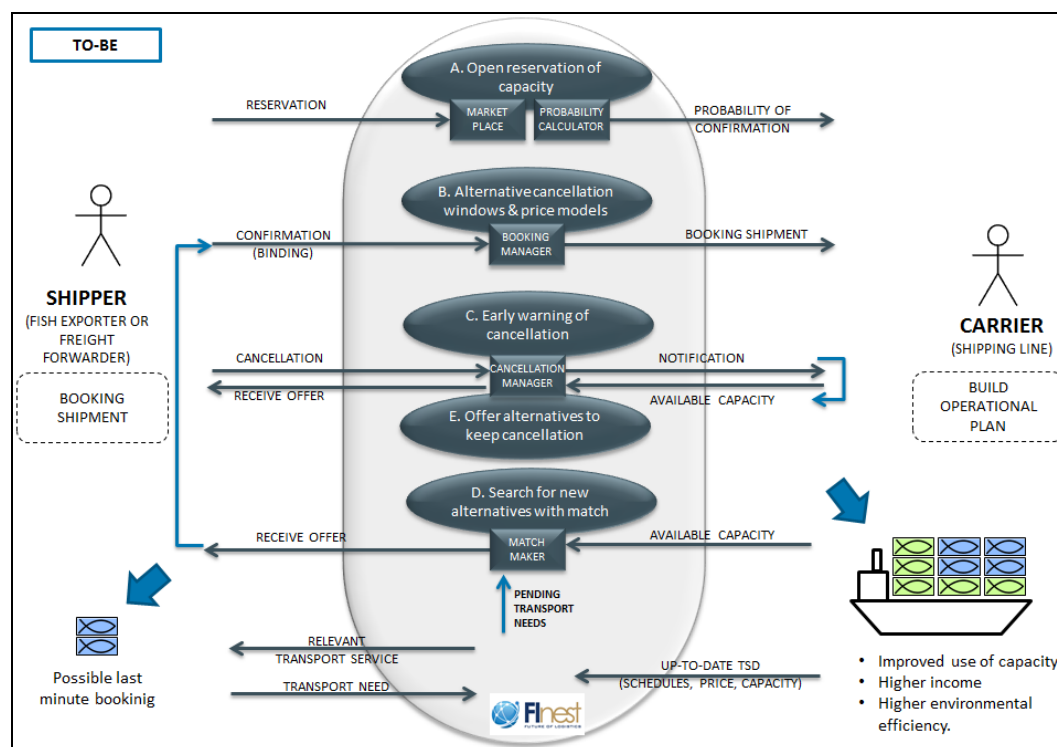 TO-BE
A. Open reservation of
capacity
RESERVATION
MARKET
PLACE
PROBABILITY
CALCULATOR
PROBABILITY OF
CONFIRMATION
B. Alternative cancellation
windows & price models
CONFIRMATION
(BINDING)
BOOKING
MANAGER
BOOKING SHIPMENT
SHIPPER
(FISH EXPORTER OR
FREIGHT
FORWARDER)
BOOKING
SHIPMENT
CARRIER
(SHIPPING LINE)
BUILD
OPERATIONAL
PLAN
C. Early warning of
cancellation
CANCELLATION
CANCELLATION
MANAGER
NOTIFICATION
RECEIVE OFFER
AVAILABLE CAPACITY
E. Offer alternatives to
keep cancellation
D. Search for new
alternatives with match
RECEIVE OFFER
MATCH
MAKER
AVAILABLE CAPACITY
PENDING
TRANSPORT
NEEDS
RELEVANT
TRANSPORT SERVICE
TRANSPORT NEED
UP-TO-DATE TSD
(SCHEDULES, PRICE, CAPACITY)
FInest
FUTURE OF LOGISTICS
Possible last
minute bookinig
• Improved use of capacity
• Higher income
• Higher environmental
efficiency.